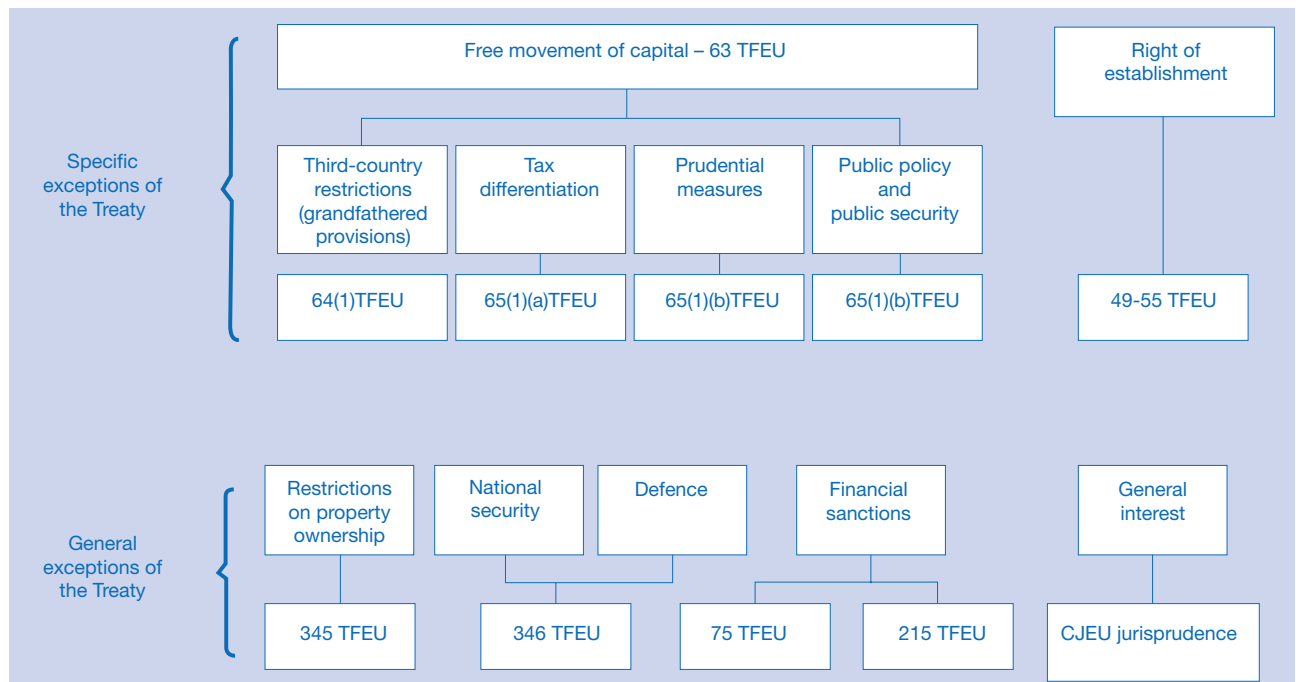 Free movement of capital – 63 TFEU
Right of
establishment
Specific
exceptions of
the Treaty
Third-country
restrictions
(grandfathered
provisions)
Tax
differentiation
Prudential
measures
Public policy
and
public security
64(1)TFEU
65(1)(a)TFEU
65(1)(b)TFEU
65(1)(b)TFEU
49-55 TFEU
General
exceptions of
the Treaty
Restrictions
on property
ownership
National
security
Defence
Financial
sanctions
General
interest
345 TFEU
346 TFEU
75 TFEU
215 TFEU
CJEU jurisprudence